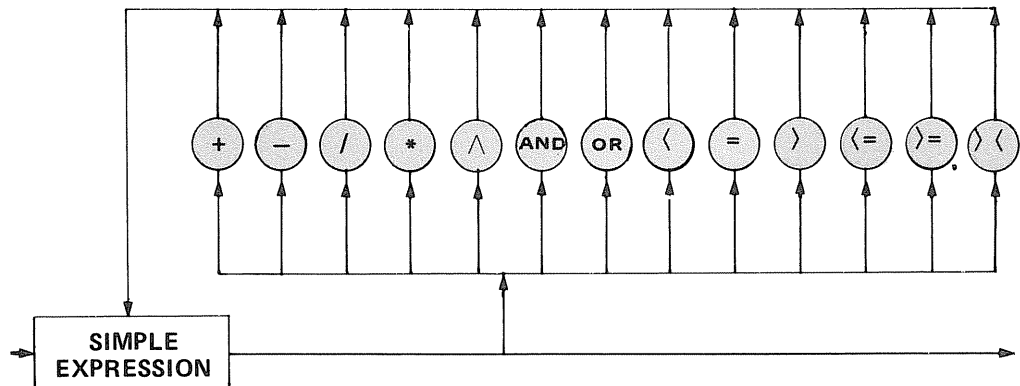 + − / * ∧ AND OR < = > <= >= ><
SIMPLE
EXPRESSION